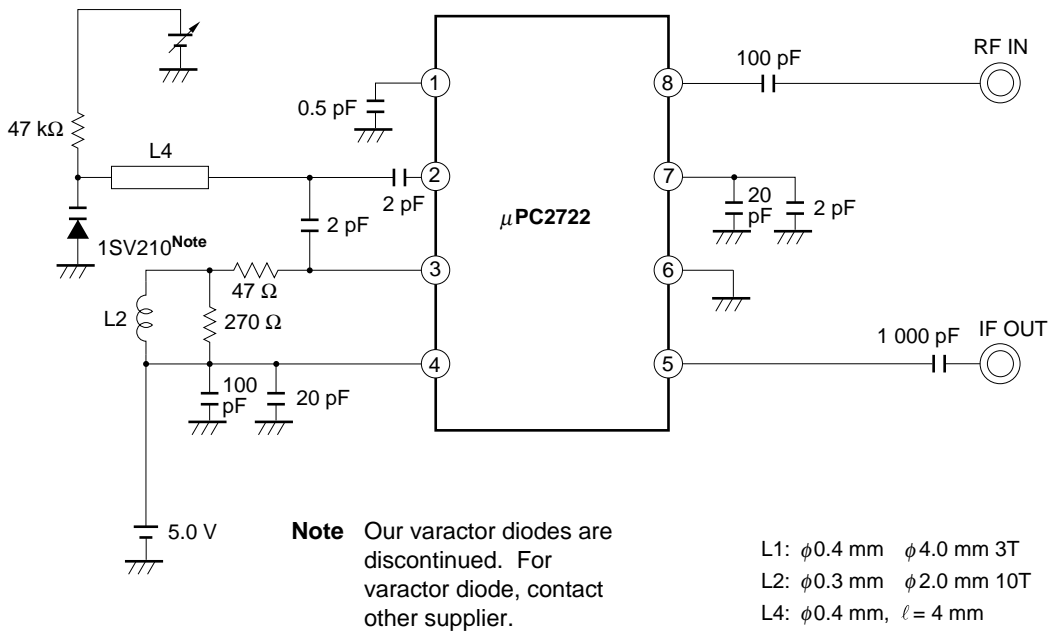 RF IN
100 pF
1
8
0.5 pF
47 kΩ
L4
2
7
2 pF
μPC2722
20 pF
2 pF
2 pF
1SV210Note
3
6
47 Ω
L2
270 Ω
1 000 pF
IF OUT
4
5
100 pF
20 pF
5.0 V
Note Our varactor diodes are
discontinued. For
varactor diode, contact
other supplier.
L1: ϕ0.4 mm ϕ4.0 mm 3T
L2: ϕ0.3 mm ϕ2.0 mm 10T
L4: ϕ0.4 mm, ℓ = 4 mm